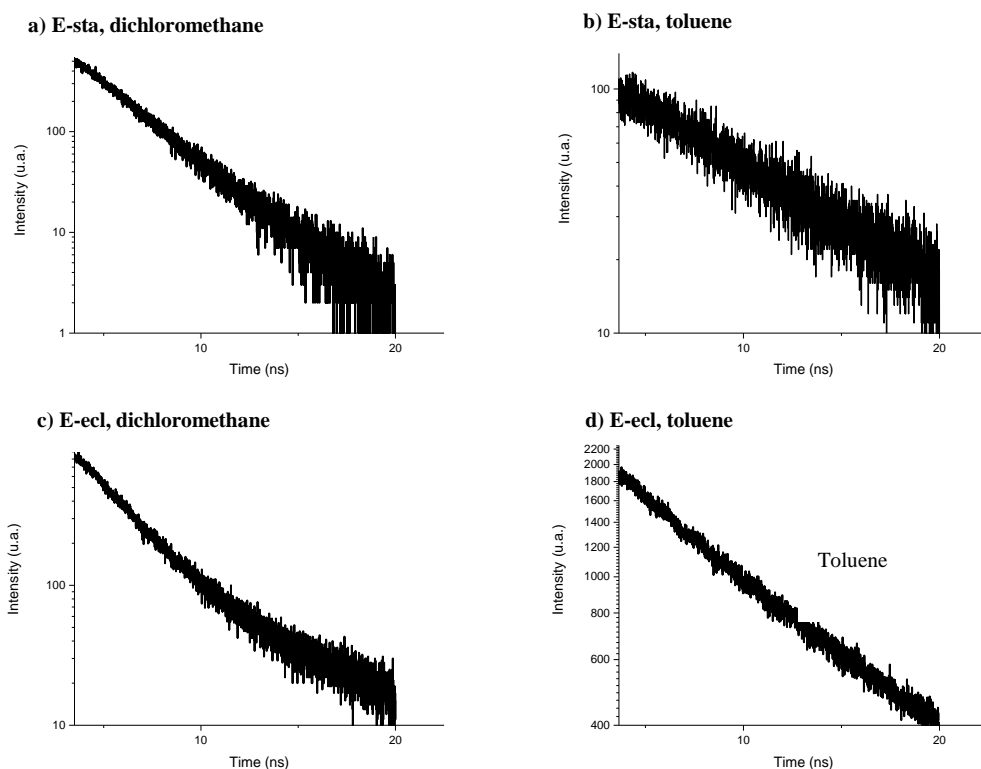 a) E-sta, dichloromethane
100
10
1
10
20
Intensity (u.a.)
Time (ns)
b) E-sta, toluene
100
10
10
20
Intensity (u.a.)
Time (ns)
c) E-ecl, dichloromethane
100
10
10
20
Intensity (u.a.)
Time (ns)
d) E-ecl, toluene
2200
2000
1800
1600
1400
1200
1000
800
600
400
Toluene
10
20
Intensity (u.a.)
Time (ns)